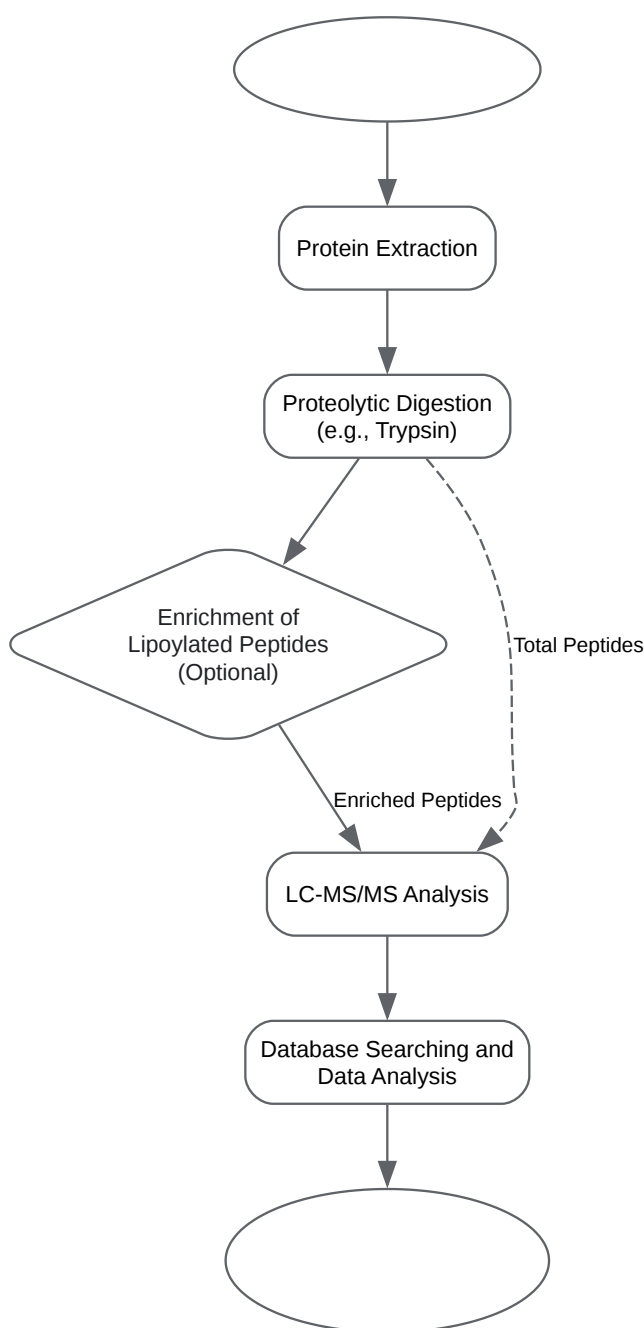 Protein Extraction
Proteolytic Digestion
(e.g., Trypsin)
Enrichment of
Lipoylated Peptides
(Optional)
Total Peptides
Enriched Peptides
LC-MS/MS Analysis
Database Searching and
Data Analysis